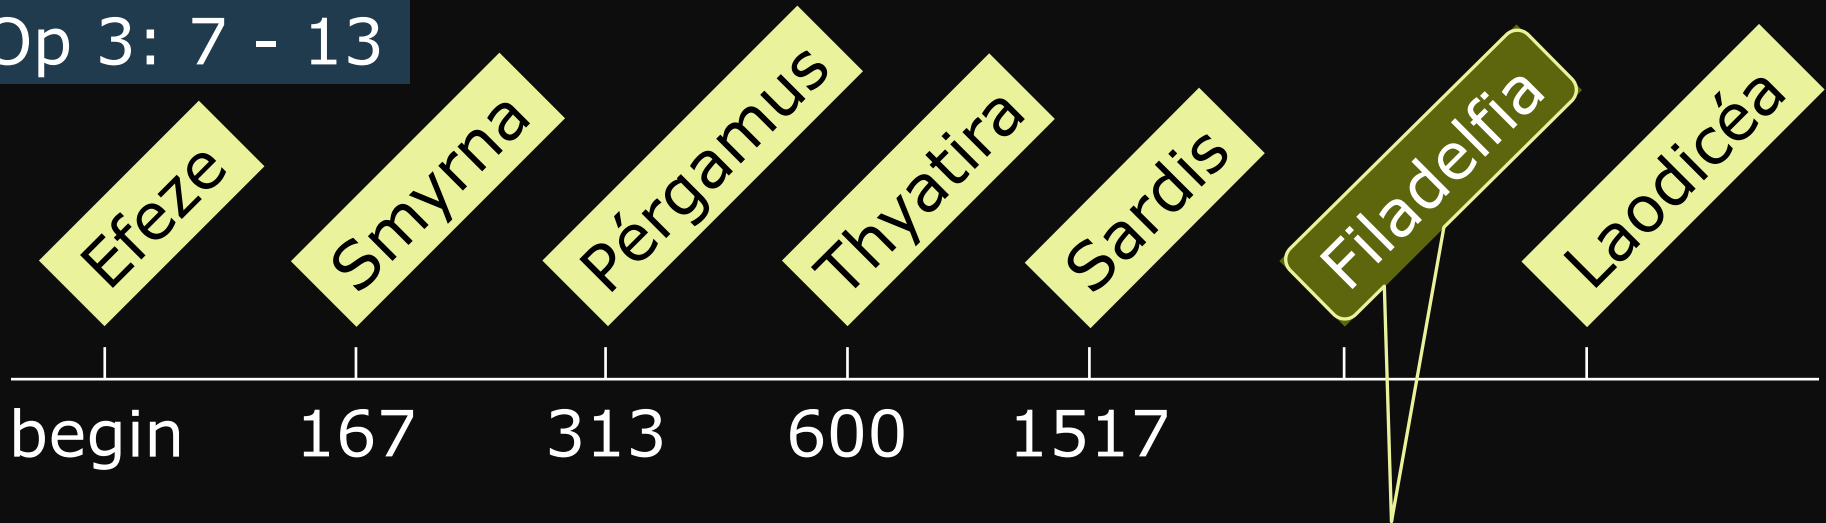 Op 3: 7 - 13
Efeze
Smyrna
Pérgamus
Thyatira
Sardis
Filadelfia
Laodicéa
begin 167 313 600 1517